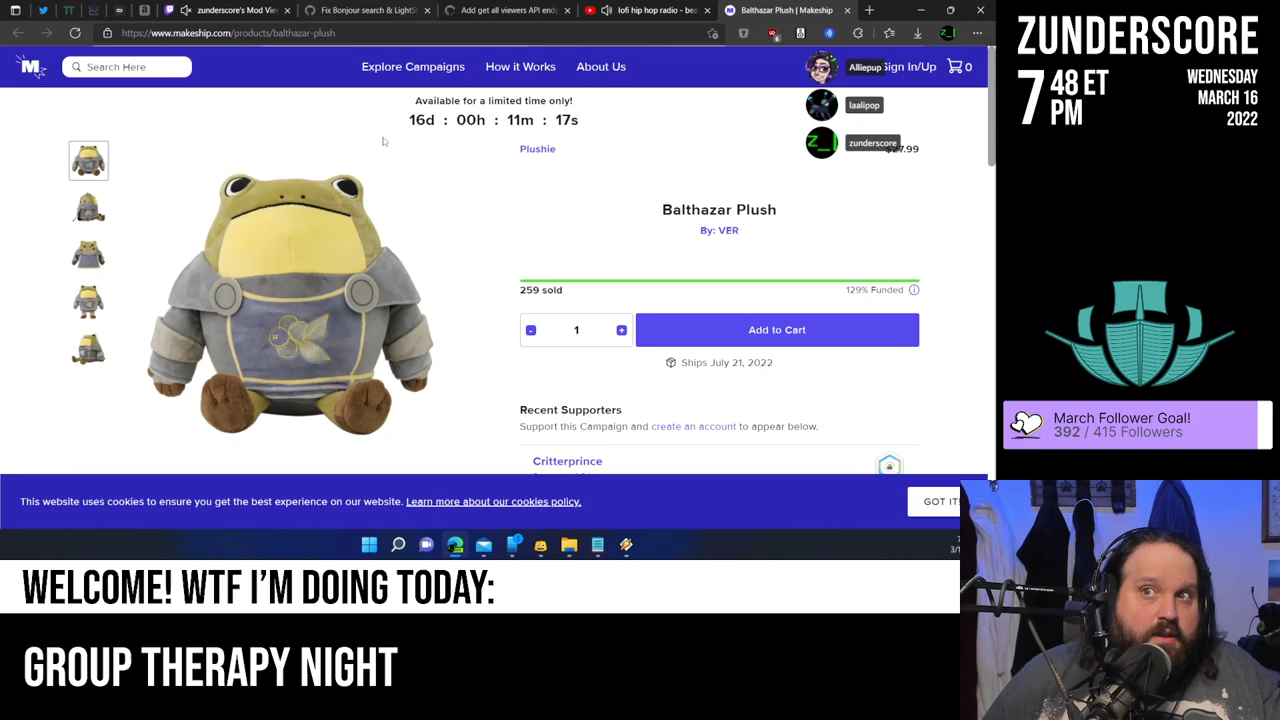 zunderscore's Mod Vie
Fix Bonjour search & LightS
Add get all viewers API endp
lofi hip hop radio - bea
Balthazar Plush | Makeship
https://www.makeship.com/products/balthazar-plush
M
Search Here
Explore Campaigns
How it Works
About Us
Sign In/Up
0
Alliepup
laalipop
zunderscore
Available for a limited time only!
16d : 00h : 11m : 17s
Plushie
Balthazar Plush
By: VER
259 sold
129% Funded
- 1 +
Add to Cart
Ships July 21, 2022
Recent Supporters
Support this Campaign and create an account to appear below.
Critterprince
This website uses cookies to ensure you get the best experience on our website. Learn more about our cookies policy.
GOT IT!
WELCOME! WTF I'M DOING TODAY:
GROUP THERAPY NIGHT
ZUNDERSCORE
7 48 ET PM
WEDNESDAY
MARCH 16
2022
March Follower Goal!
392 / 415 Followers